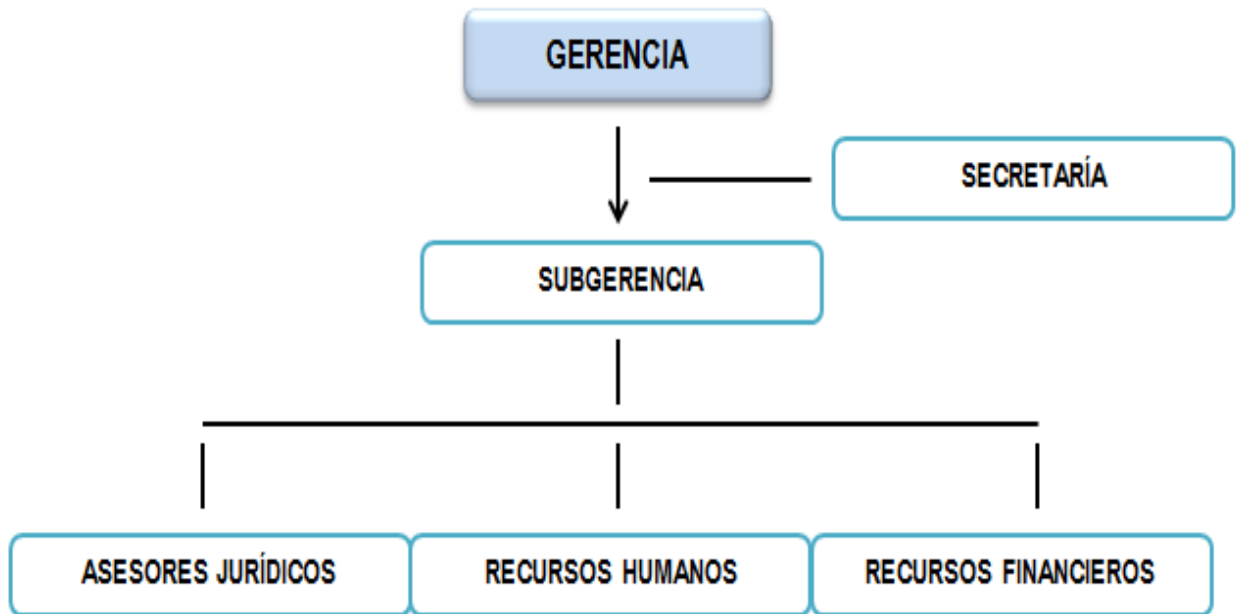 GERENCIA
SECRETARÍA
SUBGERENCIA
ASESORES JURÍDICOS
RECURSOS HUMANOS
RECURSOS FINANCIEROS